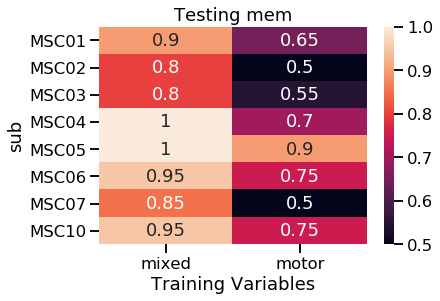 Testing mem
sub
MSC01 0.9 0.65
MSC02 0.8 0.5
MSC03 0.8 0.55
MSC04 1 0.7
MSC05 1 0.9
MSC06 0.95 0.75
MSC07 0.85 0.5
MSC10 0.95 0.75
mixed motor
Training Variables
1.0
0.9
0.8
0.7
0.6
0.5